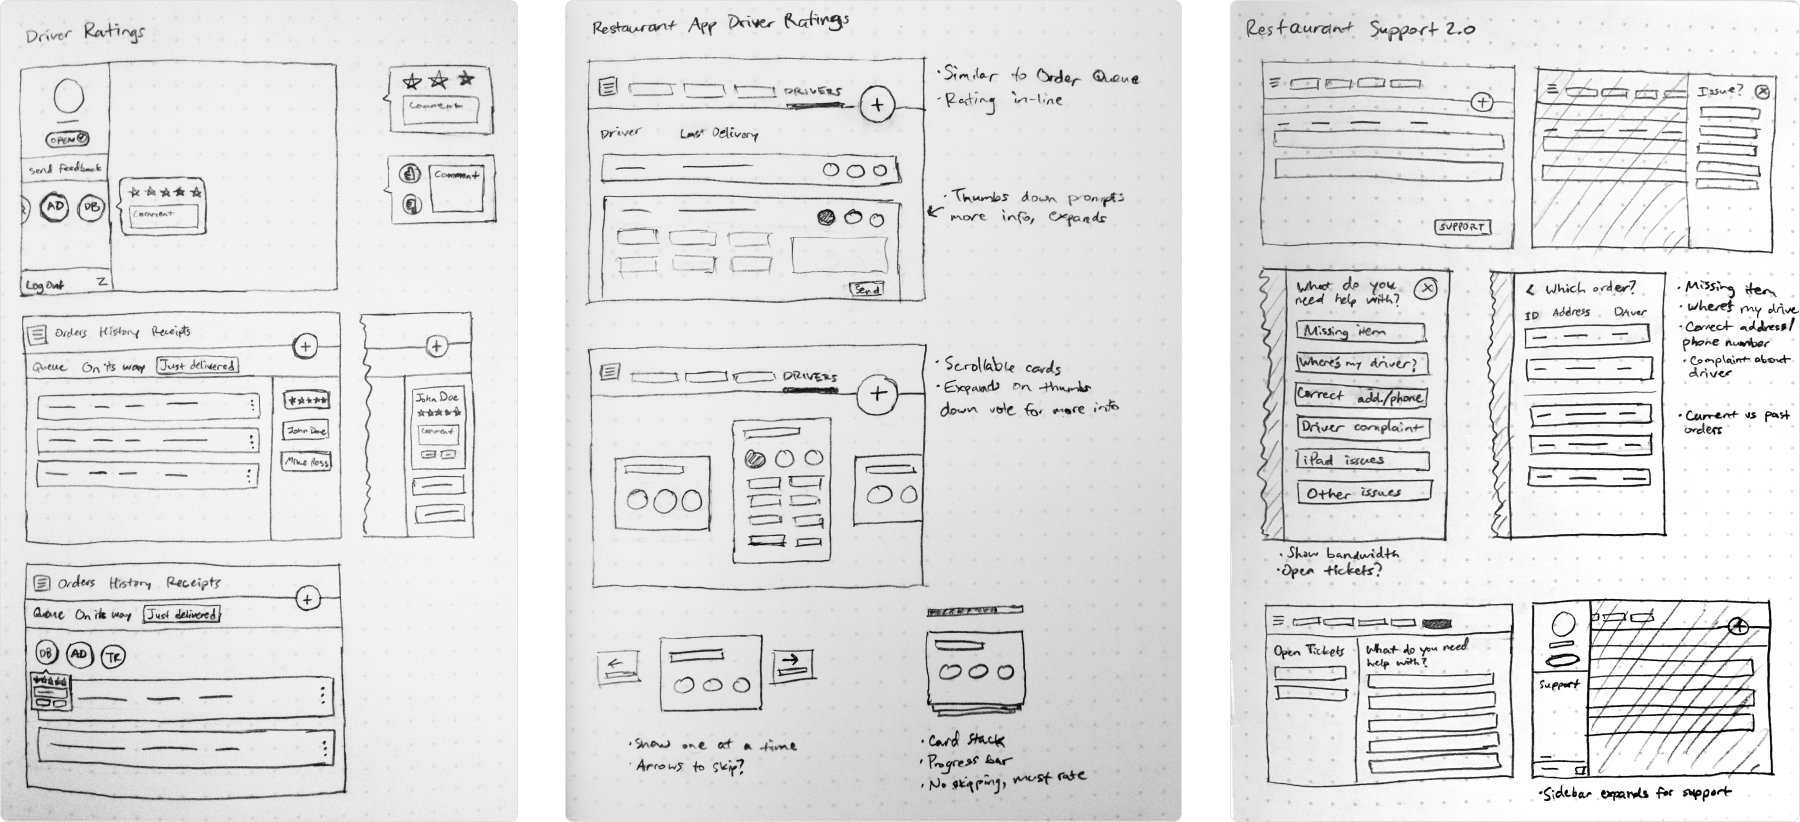 Driver Ratings
OPEN
Send feedback
AD
DB
Comment
Log Out
Comment
Comment
Orders History Receipts
Queue On its way Just delivered
John Doe
Mike Ross
John Doe
Comment
Orders History Receipts
Queue On its way Just delivered
DB AD TR
Restaurant App Driver Ratings
DRIVERS
Driver Last Delivery
Send
· Similar to Order Queue
· Rating in-line
· Thumbs down prompts
more info, expands
DRIVERS
· Scrollable cards
· Expands on thumbs
down vote for more info
· Show one at a time
· Arrows to skip?
· Card stack
· Progress bar
· No skipping, must rate
Restaurant Support 2.0
SUPPORT
Issue?
What do you
need help with?
Missing item
Where's my driver?
Correct add/phone
Driver complaint
iPad issues
Other issues
· Show bandwidth
· Open tickets?
< Which order?
ID Address Driver
· Missing item
· Where's my drive
· Correct address/
phone number
· Complaint about
driver
· Current vs past
orders
Open Tickets
What do you need
help with?
Support
· Sidebar expands for support